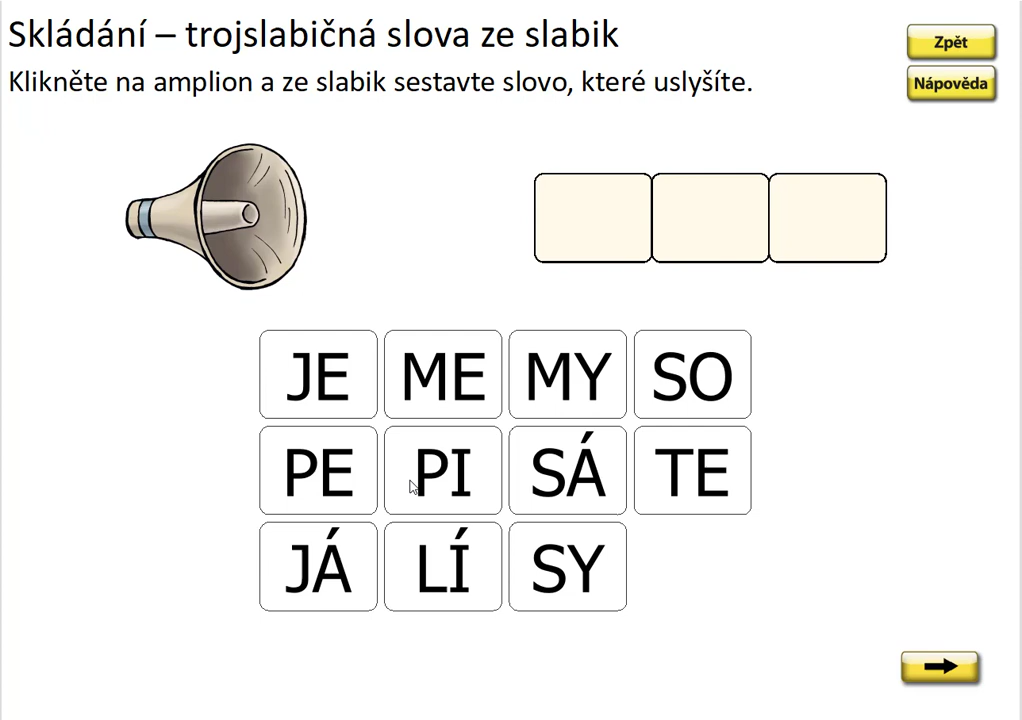 Skládání – trojslabičná slova ze slabik
Zpět
Klikněte na amplion a ze slabik sestavte slovo, které uslyšíte.
Nápověda
JE ME MY SO
PE PI SÁ TE
JÁ LÍ SY